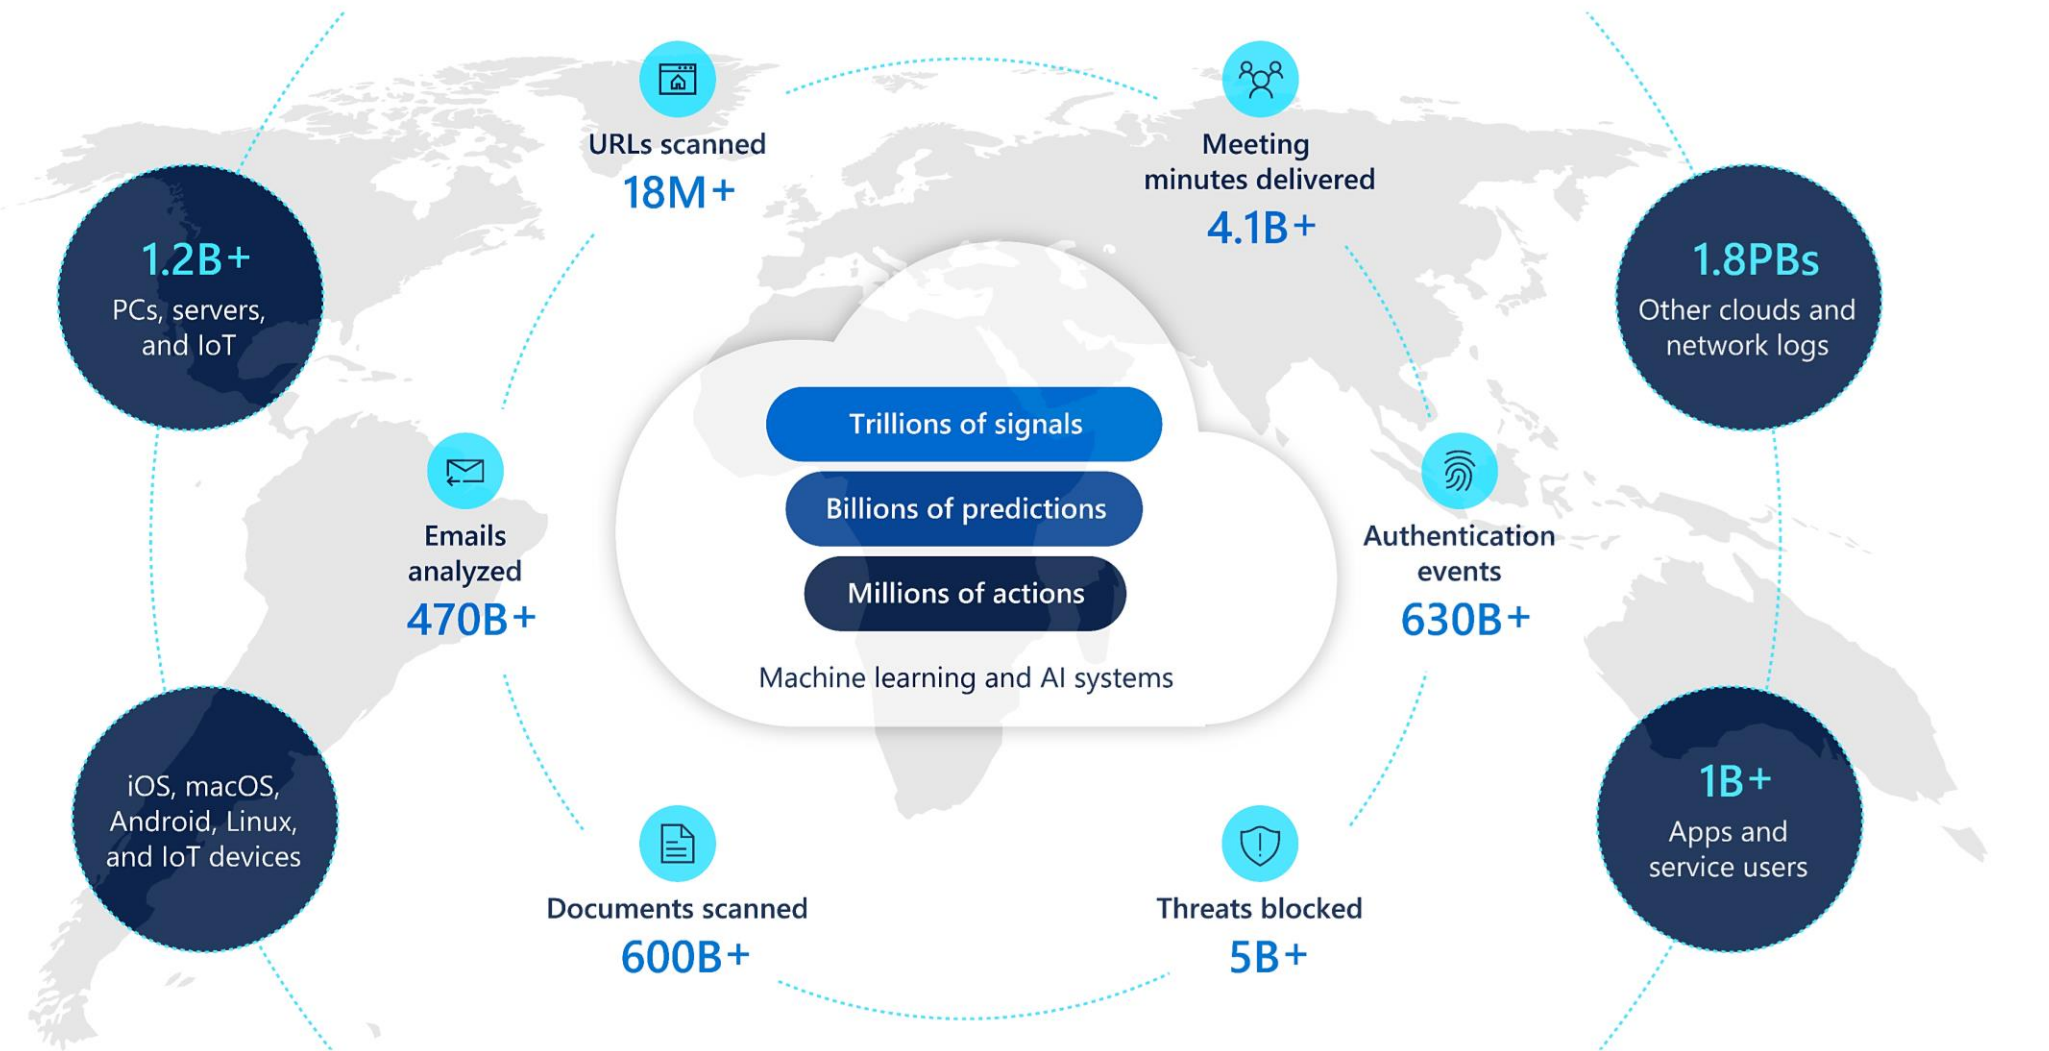 URLs scanned
18M+
Meeting
minutes delivered
4.1B+
1.2B+
PCs, servers,
and IoT
1.8PBs
Other clouds and
network logs
Trillions of signals
Billions of predictions
Millions of actions
Machine learning and AI systems
Emails
analyzed
470B+
Authentication
events
630B+
iOS, macOS,
Android, Linux,
and IoT devices
1B+
Apps and
service users
Documents scanned
600B+
Threats blocked
5B+